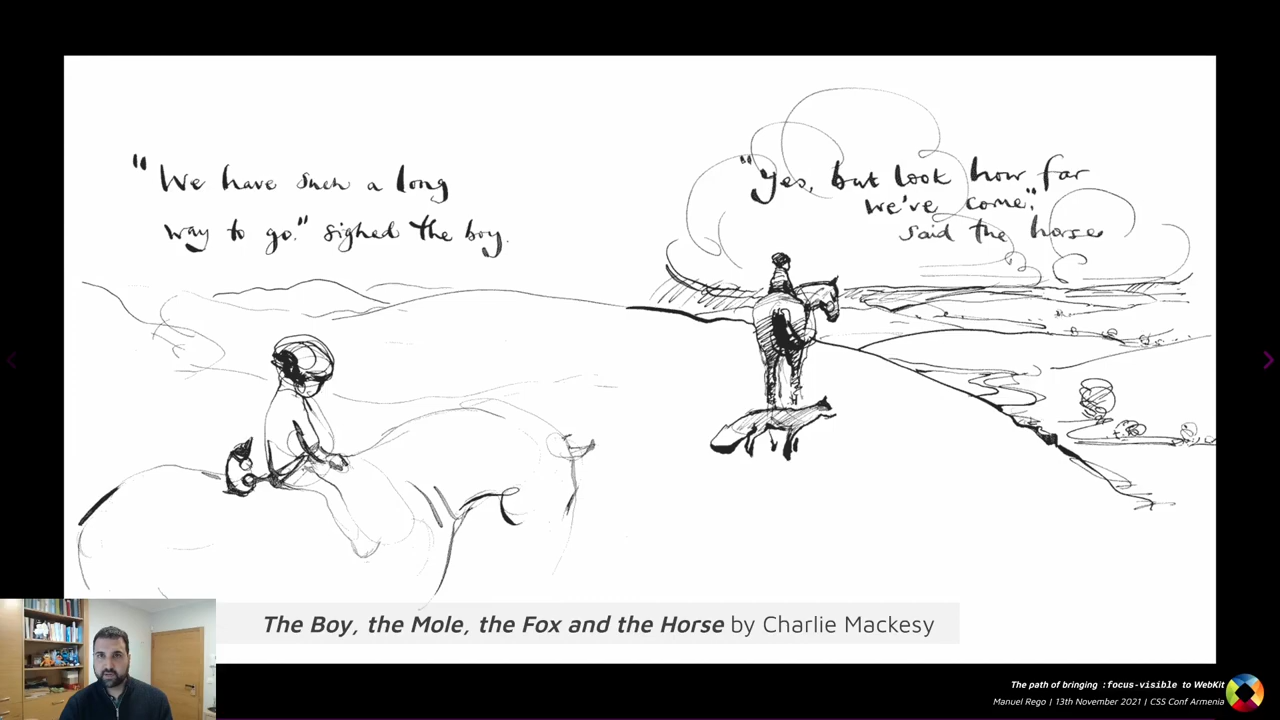 "We have such a long
way to go." sighed the boy.
"Yes, but look how far
we've come."
said the horse
The Boy, the Mole, the Fox and the Horse by Charlie Mackesy
The path of bringing :focus-visible to WebKit
Manuel Rego | 13th November 2021 | CSS Conf Armenia